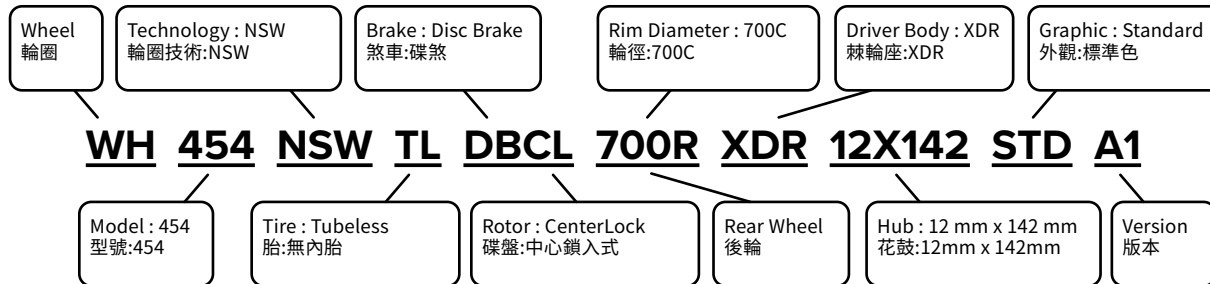 Wheel
輪圈
Technology : NSW
輪圈技術:NSW
Brake : Disc Brake
煞車:碟煞
Rim Diameter : 700C
輪徑:700C
Driver Body : XDR
棘輪座:XDR
Graphic : Standard
外觀:標準色
WH 454 NSW TL DBCL 700R XDR 12X142 STD A1
Model : 454
型號:454
Tire : Tubeless
胎:無內胎
Rotor : CenterLock
碟盤:中心鎖入式
Rear Wheel
後輪
Hub : 12 mm x 142 mm
花鼓:12mm x 142mm
Version
版本